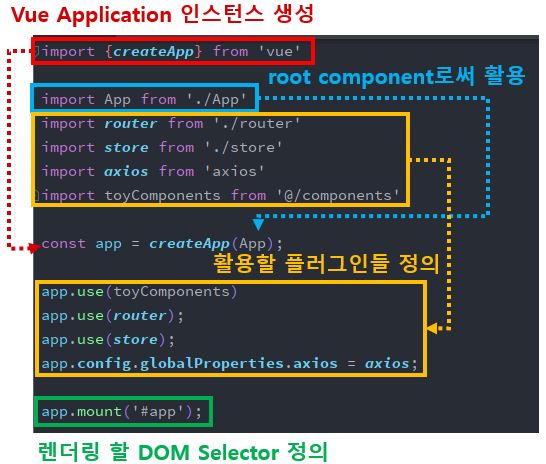 Vue Application 인스턴스 생성
import {createApp} from 'vue'
root component로써 활용
import App from './App'
import router from './router'
import store from './store'
import axios from 'axios'
import toyComponents from '@/components'
const app = createApp(App);
활용할 플러그인들 정의
app.use(toyComponents)
app.use(router);
app.use(store);
app.config.globalProperties.axios = axios;
app.mount('#app');
렌더링 할 DOM Selector 정의